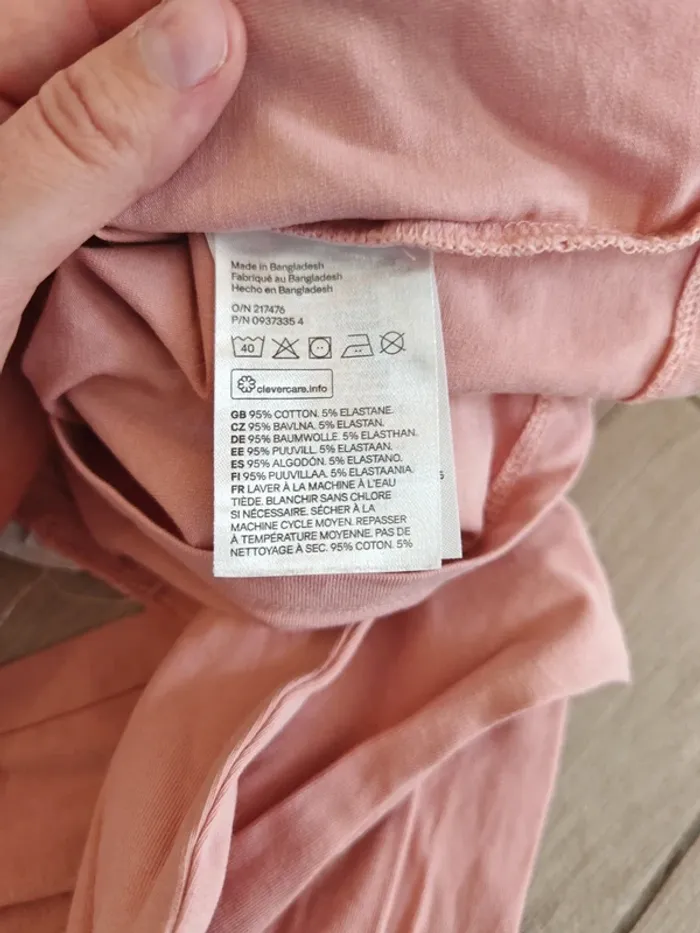 Made in Bangladesh
Fabriqué au Bangladesh
Hecho en Bangladesh
O/N 217476
P/N 0937335 4
40
clevercare.info
GB 95% COTTON. 5% ELASTANE.
CZ 95% BAVLNA. 5% ELASTAN.
DE 95% BAUMWOLLE. 5% ELASTHAN.
EE 95% PUUVILL. 5% ELASTAAN.
ES 95% ALGODÓN. 5% ELASTANO.
FI 95% PUUVILLAA. 5% ELASTAANIA.
FR LAVER À LA MACHINE À L'EAU
TIÈDE. BLANCHIR SANS CHLORE
SI NÉCESSAIRE. SÉCHER À LA
MACHINE CYCLE MOYEN. REPASSER
À TEMPÉRATURE MOYENNE. PAS DE
NETTOYAGE À SEC. 95% COTON. 5%